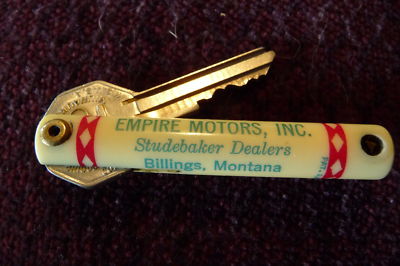 EMPIRE MOTORS, INC.
Studebaker Dealers
Billings, Montana